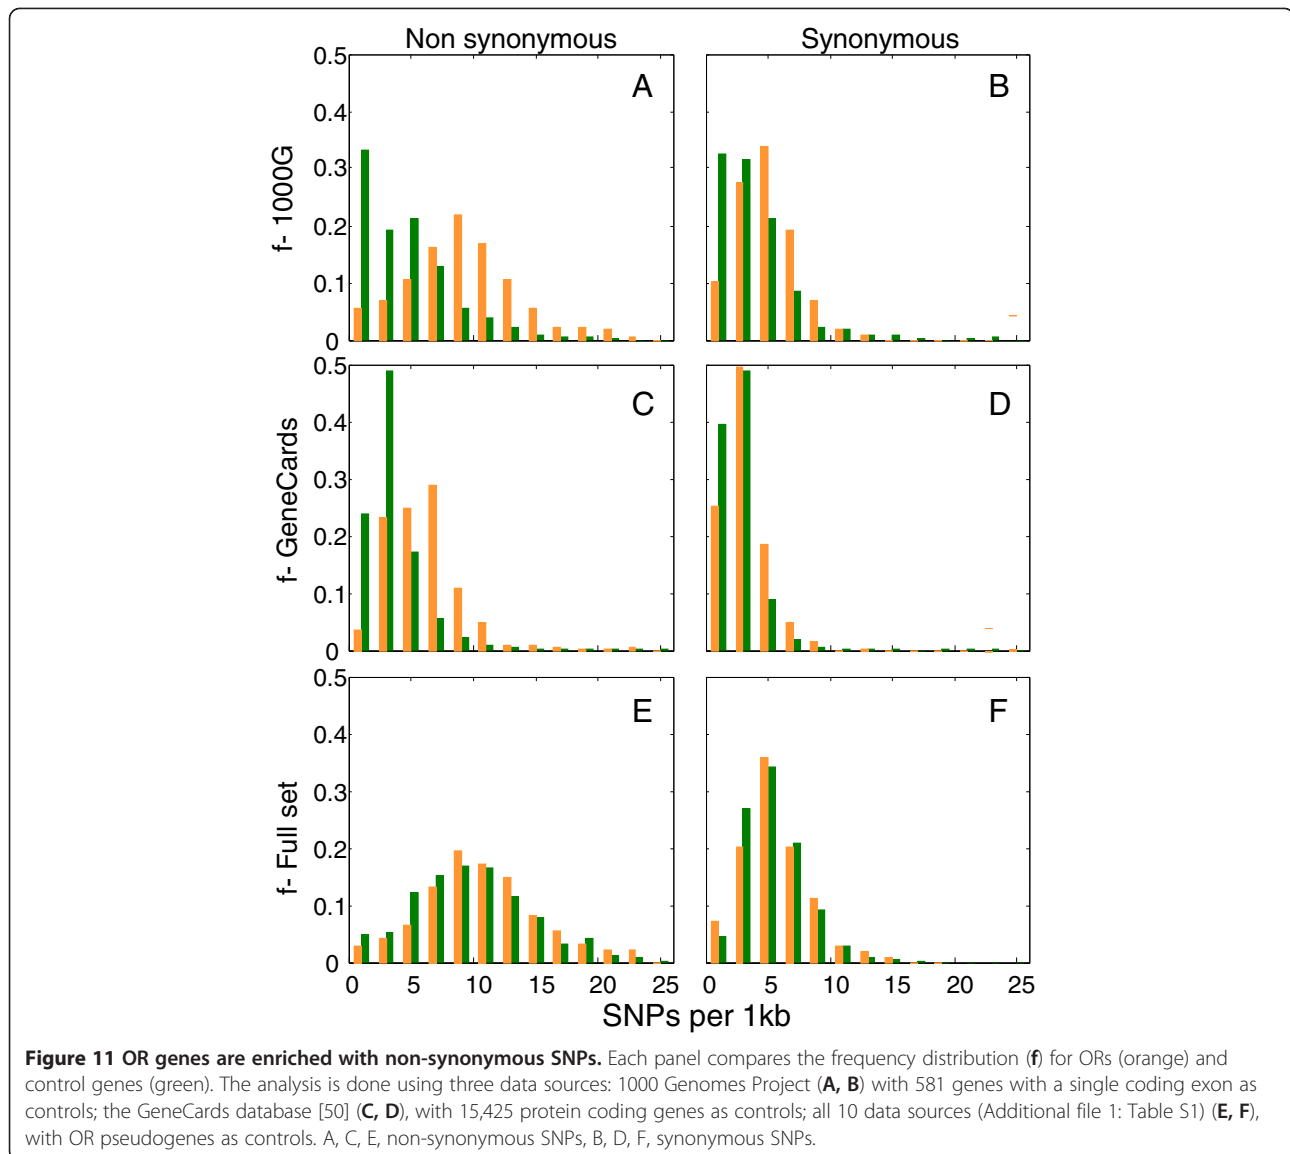 Non synonymous
Synonymous
0.5
0.4
0.3
0.2
0.1
0
f- 1000G
A
B
0.5
0.4
0.3
0.2
0.1
0
f- GeneCards
C
D
0.5
0.4
0.3
0.2
0.1
0
f- Full set
E
F
0 5 10 15 20 25
0 5 10 15 20 25
SNPs per 1kb
Figure 11 OR genes are enriched with non-synonymous SNPs. Each panel compares the frequency distribution (f) for ORs (orange) and
control genes (green). The analysis is done using three data sources: 1000 Genomes Project (A, B) with 581 genes with a single coding exon as
controls; the GeneCards database [50] (C, D), with 15,425 protein coding genes as controls; all 10 data sources (Additional file 1: Table S1) (E, F),
with OR pseudogenes as controls. A, C, E, non-synonymous SNPs, B, D, F, synonymous SNPs.